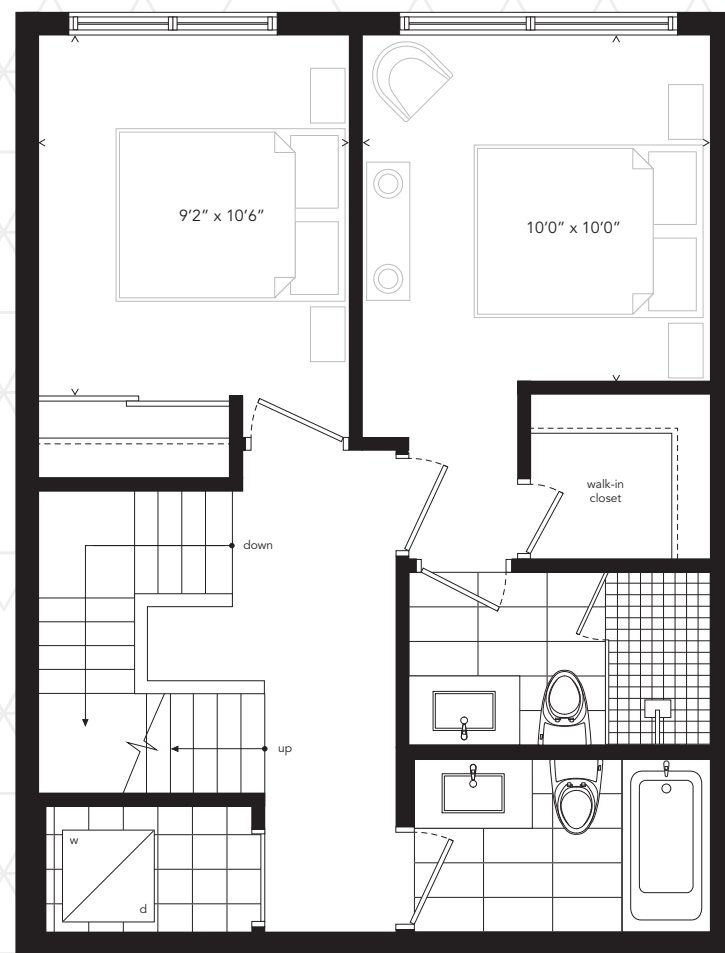 9'2" x 10'6"
10'0" x 10'0"
walk-in
closet
down
up
w
d